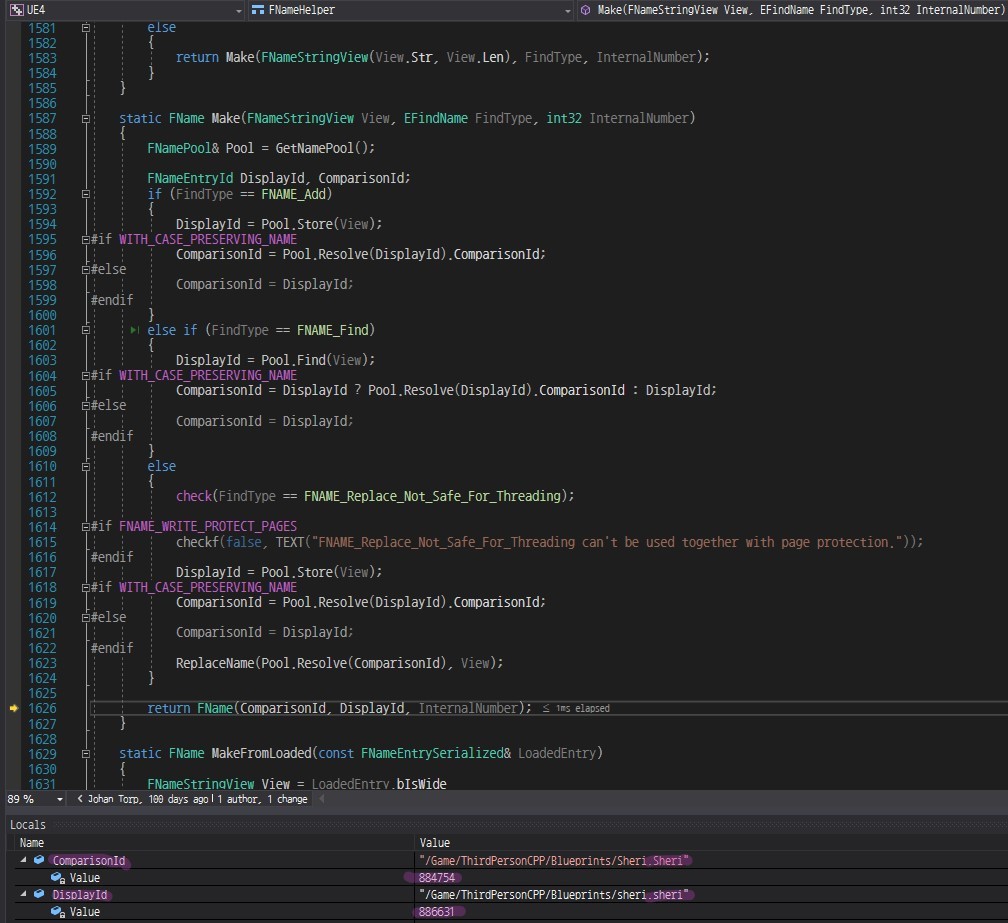 UE4 FNameHelper Make(FNameStringView View, EFindName FindType, int32 InternalNumber)
1581 else
1582 {
1583 return Make(FNameStringView(View.Str, View.Len), FindType, InternalNumber);
1584 }
1585 }
1586
1587 static FName Make(FNameStringView View, EFindName FindType, int32 InternalNumber)
1588 {
1589 FNamePool& Pool = GetNamePool();
1590
1591 FNameEntryId DisplayId, ComparisonId;
1592 if (FindType == FNAME_Add)
1593 {
1594 DisplayId = Pool.Store(View);
1595 #if WITH_CASE_PRESERVING_NAME
1596 ComparisonId = Pool.Resolve(DisplayId).ComparisonId;
1597 #else
1598 ComparisonId = DisplayId;
1599 #endif
1600 }
1601 else if (FindType == FNAME_Find)
1602 {
1603 DisplayId = Pool.Find(View);
1604 #if WITH_CASE_PRESERVING_NAME
1605 ComparisonId = DisplayId ? Pool.Resolve(DisplayId).ComparisonId : DisplayId;
1606 #else
1607 ComparisonId = DisplayId;
1608 #endif
1609 }
1610 else
1611 {
1612 check(FindType == FNAME_Replace_Not_Safe_For_Threading);
1613
1614 #if FNAME_WRITE_PROTECT_PAGES
1615 checkf(false, TEXT("FNAME_Replace_Not_Safe_For_Threading can't be used together with page protection."));
1616 #endif
1617 DisplayId = Pool.Store(View);
1618 #if WITH_CASE_PRESERVING_NAME
1619 ComparisonId = Pool.Resolve(DisplayId).ComparisonId;
1620 #else
1621 ComparisonId = DisplayId;
1622 #endif
1623 ReplaceName(Pool.Resolve(ComparisonId), View);
1624 }
1625
1626 return FName(ComparisonId, DisplayId, InternalNumber); ≤ 1ms elapsed
1627 }
1628
1629 static FName MakeFromLoaded(const FNameEntrySerialized& LoadedEntry)
1630 {
1631 FNameStringView View = LoadedEntry.bIsWide
89 % Johan Torp, 100 days ago | 1 author, 1 change
Locals
Name Value
ComparisonId "/Game/ThirdPersonCPP/Blueprints/Sheri.Sheri"
Value 884754
DisplayId "/Game/ThirdPersonCPP/Blueprints/sheri.sheri"
Value 886631